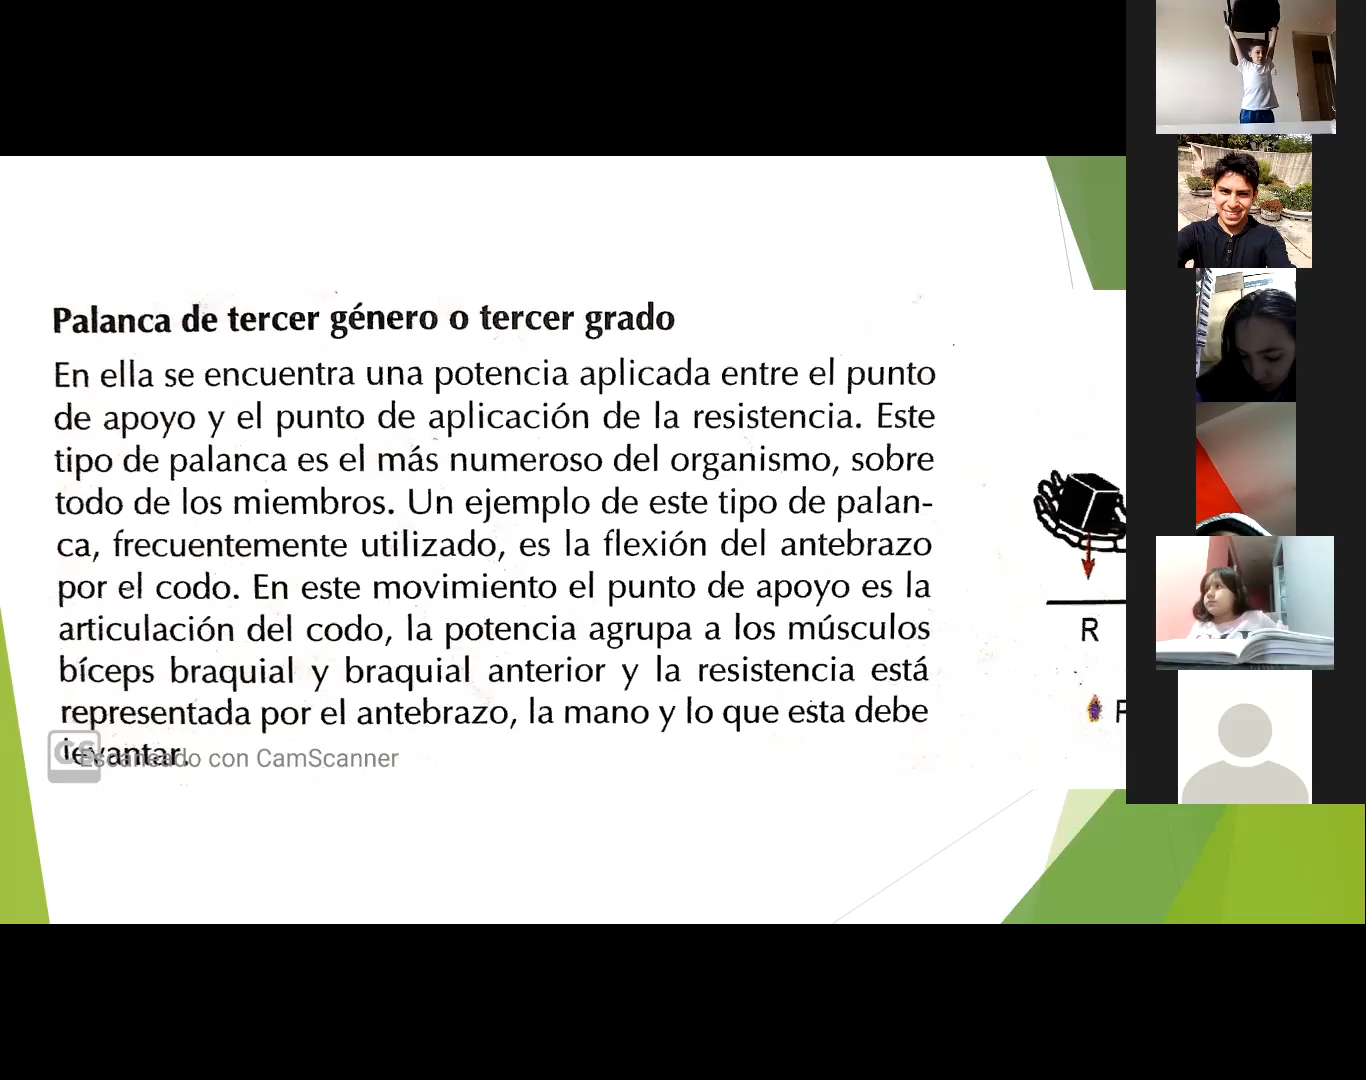 Palanca de tercer género o tercer grado
En ella se encuentra una potencia aplicada entre el punto
de apoyo y el punto de aplicación de la resistencia. Este
tipo de palanca es el más numeroso del organismo, sobre
todo de los miembros. Un ejemplo de este tipo de palan-
ca, frecuentemente utilizado, es la flexión del antebrazo
por el codo. En este movimiento el punto de apoyo es la
articulación del codo, la potencia agrupa a los músculos
bíceps braquial y braquial anterior y la resistencia está
representada por el antebrazo, la mano y lo que esta debe
levantar.
CS Escaneado con CamScanner
R